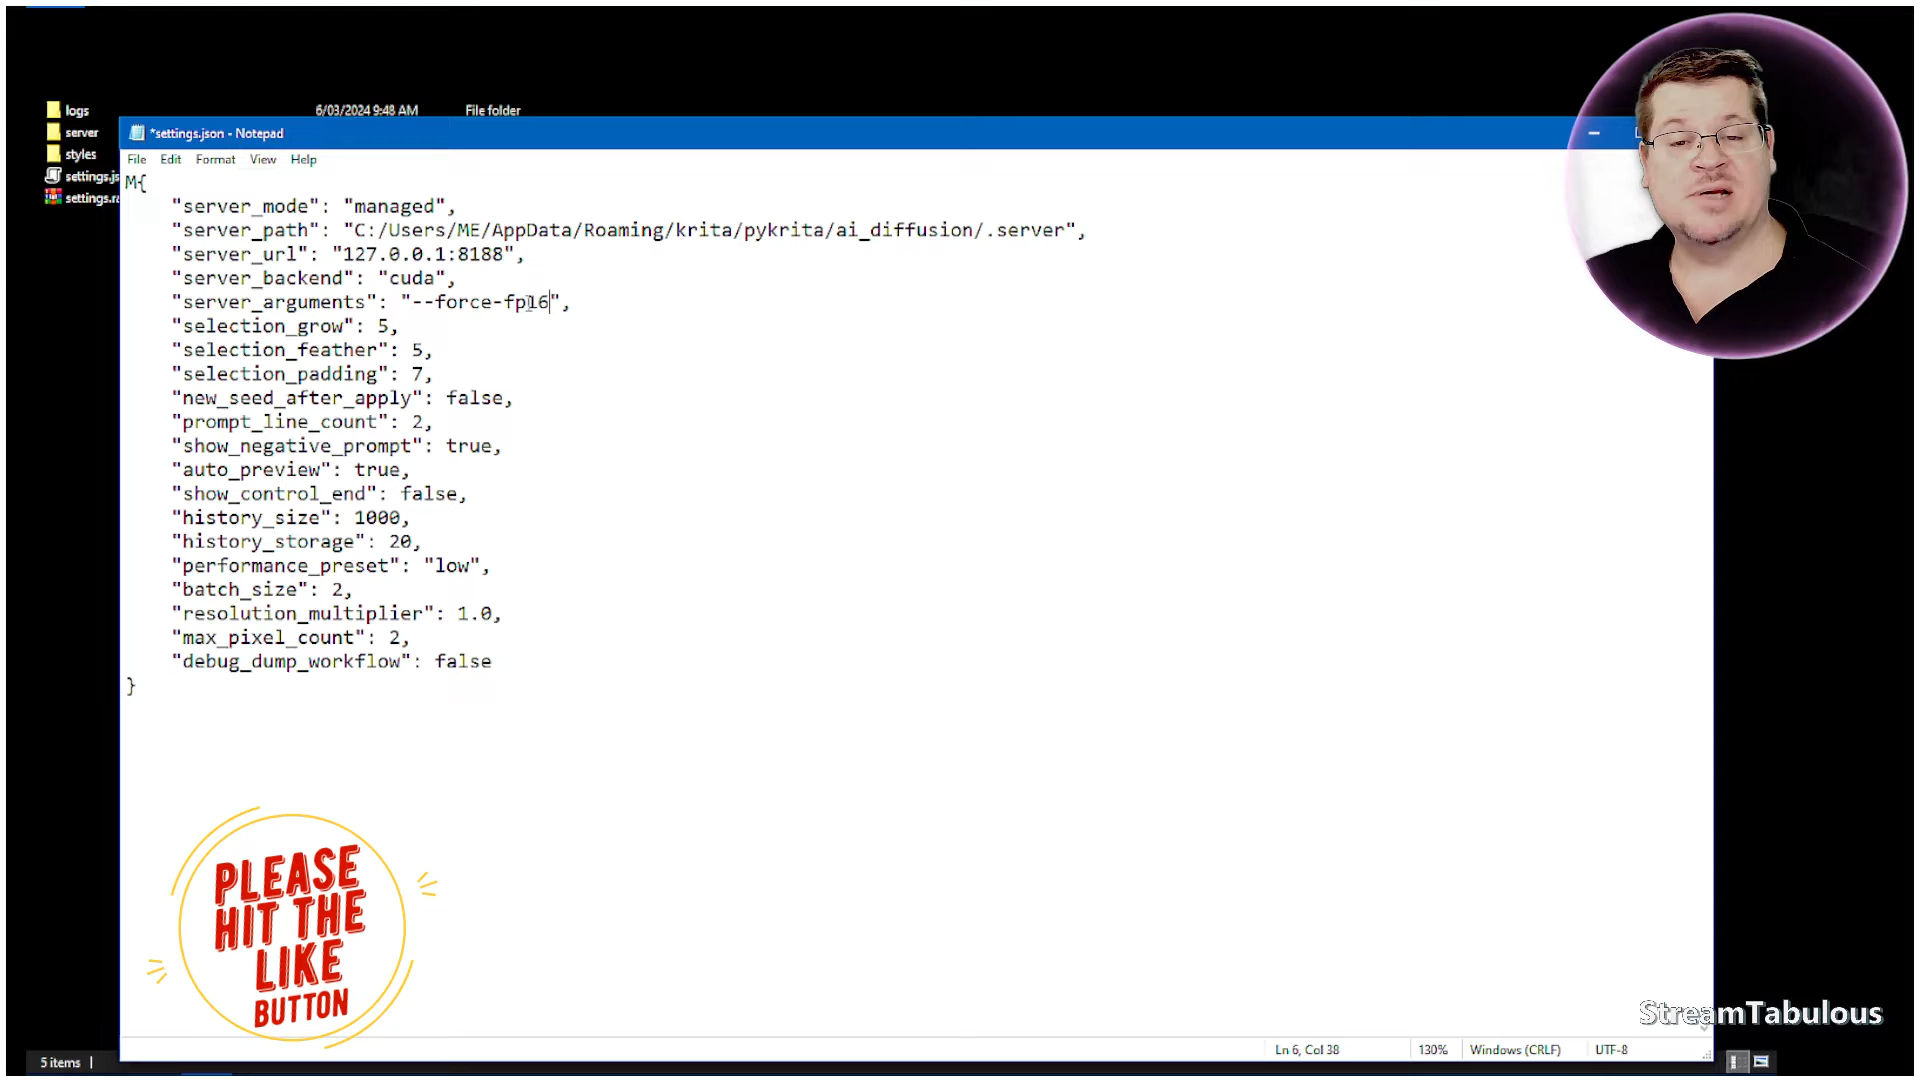 logs 6/03/2024 9:48 AM File folder
server
styles
settings.js
settings.ra
*settings.json - Notepad
File Edit Format View Help
M{
"server_mode": "managed",
"server_path": "C:/Users/ME/AppData/Roaming/krita/pykrita/ai_diffusion/.server",
"server_url": "127.0.0.1:8188",
"server_backend": "cuda",
"server_arguments": "--force-fp16",
"selection_grow": 5,
"selection_feather": 5,
"selection_padding": 7,
"new_seed_after_apply": false,
"prompt_line_count": 2,
"show_negative_prompt": true,
"auto_preview": true,
"show_control_end": false,
"history_size": 1000,
"history_storage": 20,
"performance_preset": "low",
"batch_size": 2,
"resolution_multiplier": 1.0,
"max_pixel_count": 2,
"debug_dump_workflow": false
}
PLEASE
HIT THE
LIKE
BUTTON
StreamTabulous
Ln 6, Col 38 130% Windows (CRLF) UTF-8
5 items